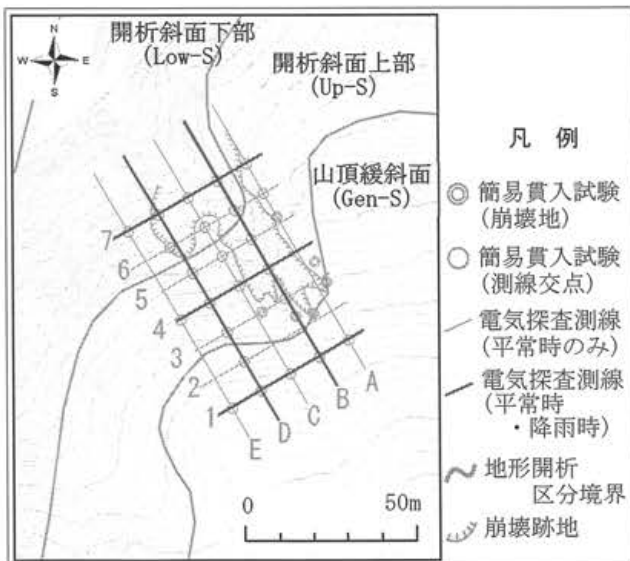 開析斜面下部
(Low-S)
開析斜面上部
(Up-S)
山頂緩斜面
(Gen-S)
N
W
E
S
7
6
5
4
3
2
1
A
B
C
D
E
0
50m
凡 例
簡易貫入試験
(崩壊地)
簡易貫入試験
(測線交点)
電気探査測線
(平常時のみ)
電気探査測線
(平常時
・降雨時)
地形開析
区分境界
崩壊跡地